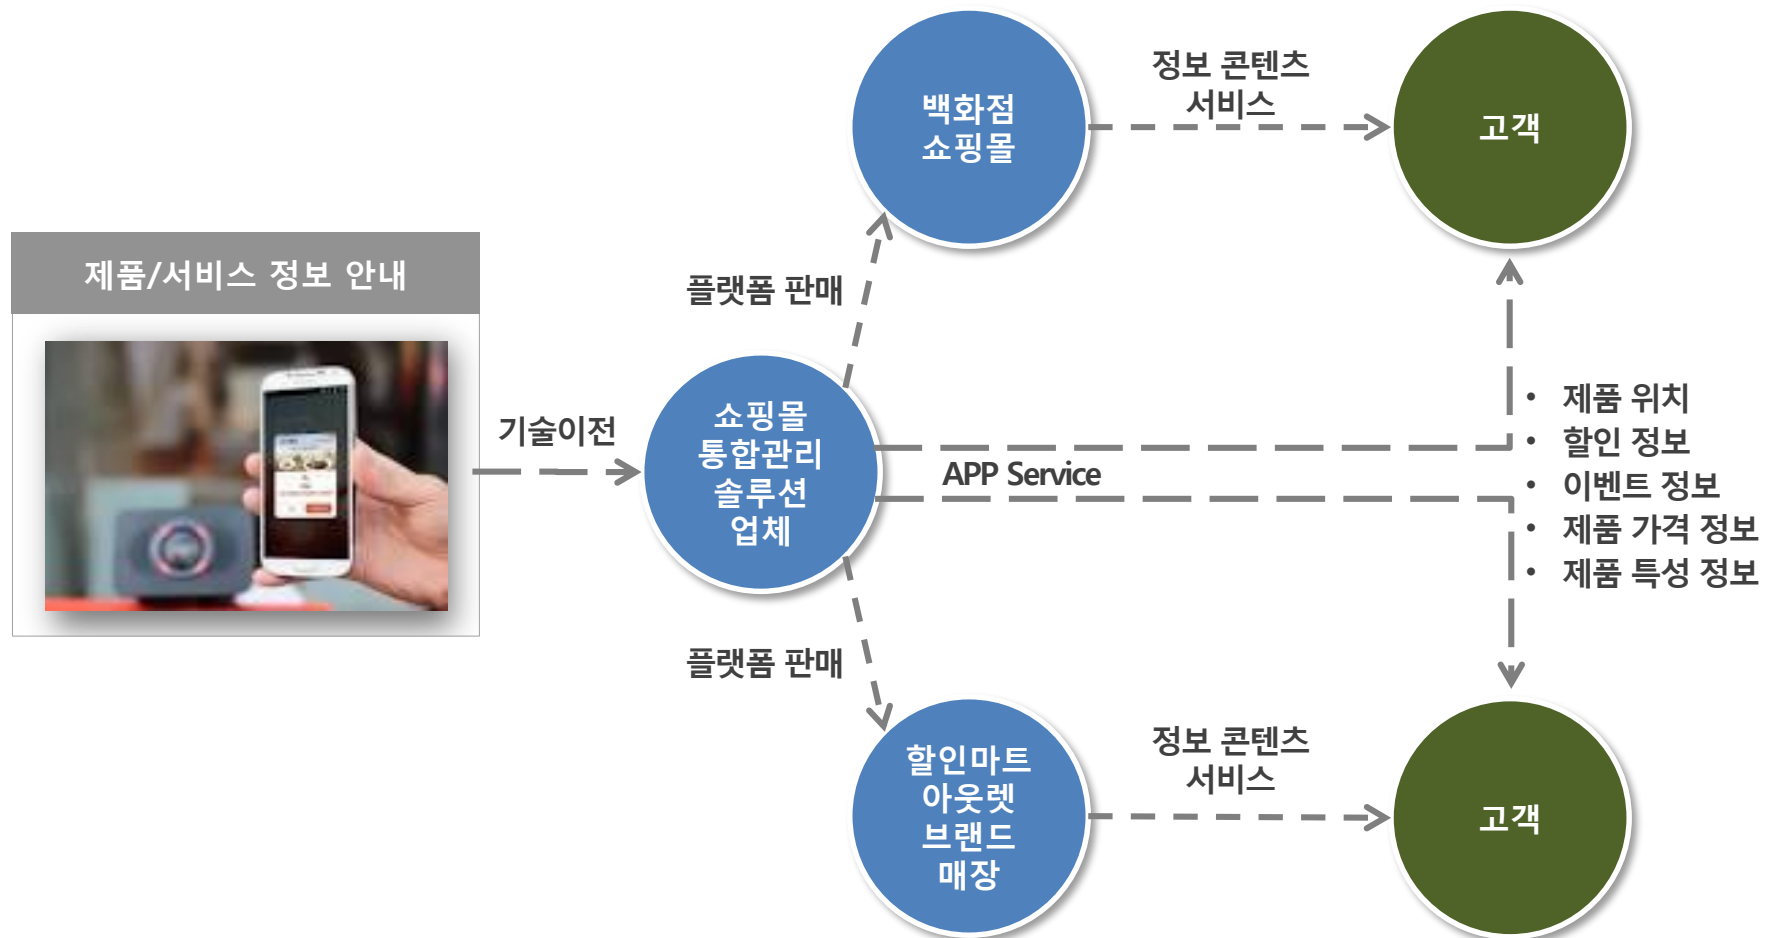 백화점
쇼핑몰
정보 콘텐츠
서비스
고객
제품/서비스 정보 안내
플랫폼 판매
기술이전
쇼핑몰
통합관리
솔루션
업체
APP Service
• 제품 위치
• 할인 정보
• 이벤트 정보
• 제품 가격 정보
• 제품 특성 정보
플랫폼 판매
할인마트
아웃렛
브랜드
매장
정보 콘텐츠
서비스
고객